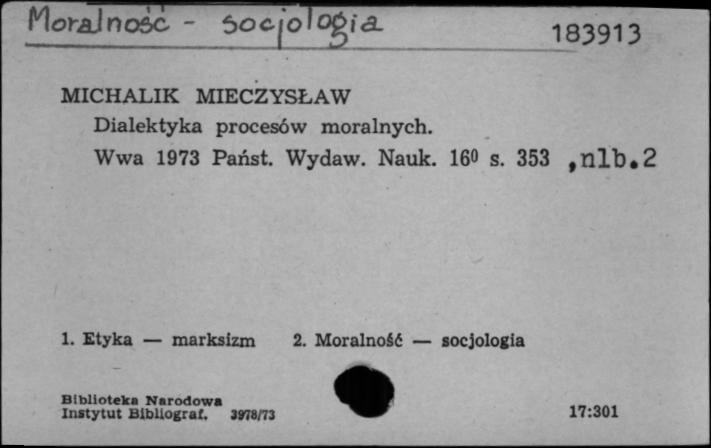 Moralność - socjologia
183913
MICHALIK MIECZYSŁAW
Dialektyka procesów moralnych.
Wwa 1973 Państ. Wydaw. Nauk. 16⁰ s. 353 ,nlb.2
1. Etyka — marksizm 2. Moralność — socjologia
Biblioteka Narodowa
Instytut Bibliograf. 3978/73
17:301